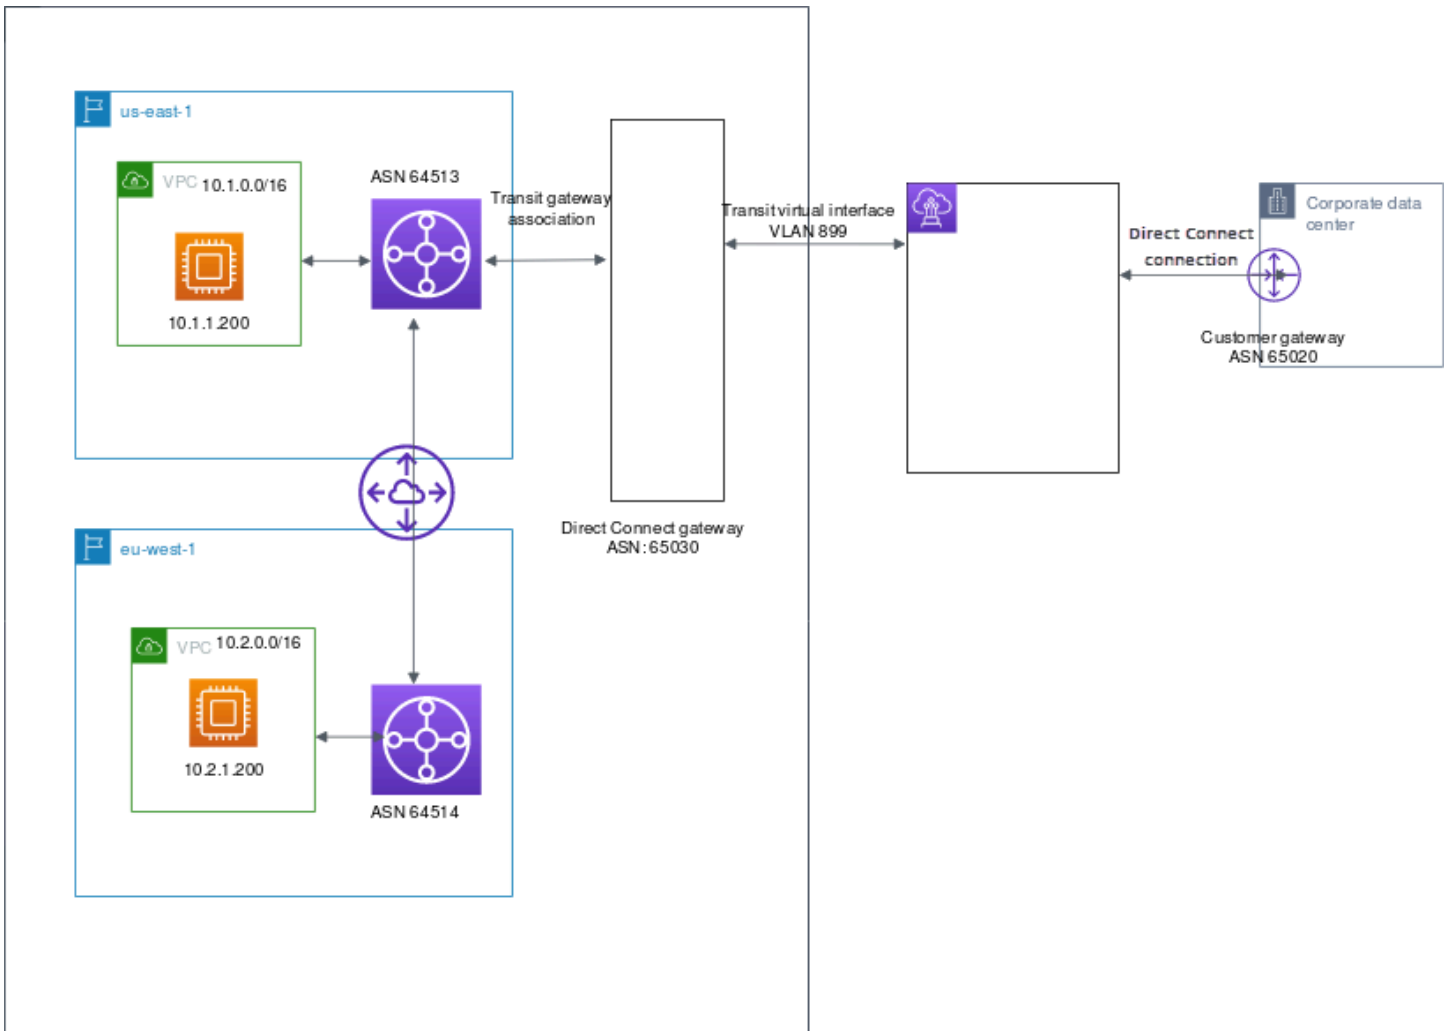 us-east-1
VPC 10.1.0.0/16
10.1.1.200
ASN 64513
Transit gateway
association
Transit virtual interface
VLAN 899
Direct Connect
connection
Corporate data
center
Customer gateway
ASN 65020
Direct Connect gateway
ASN: 65030
eu-west-1
VPC 10.2.0.0/16
10.2.1.200
ASN 64514